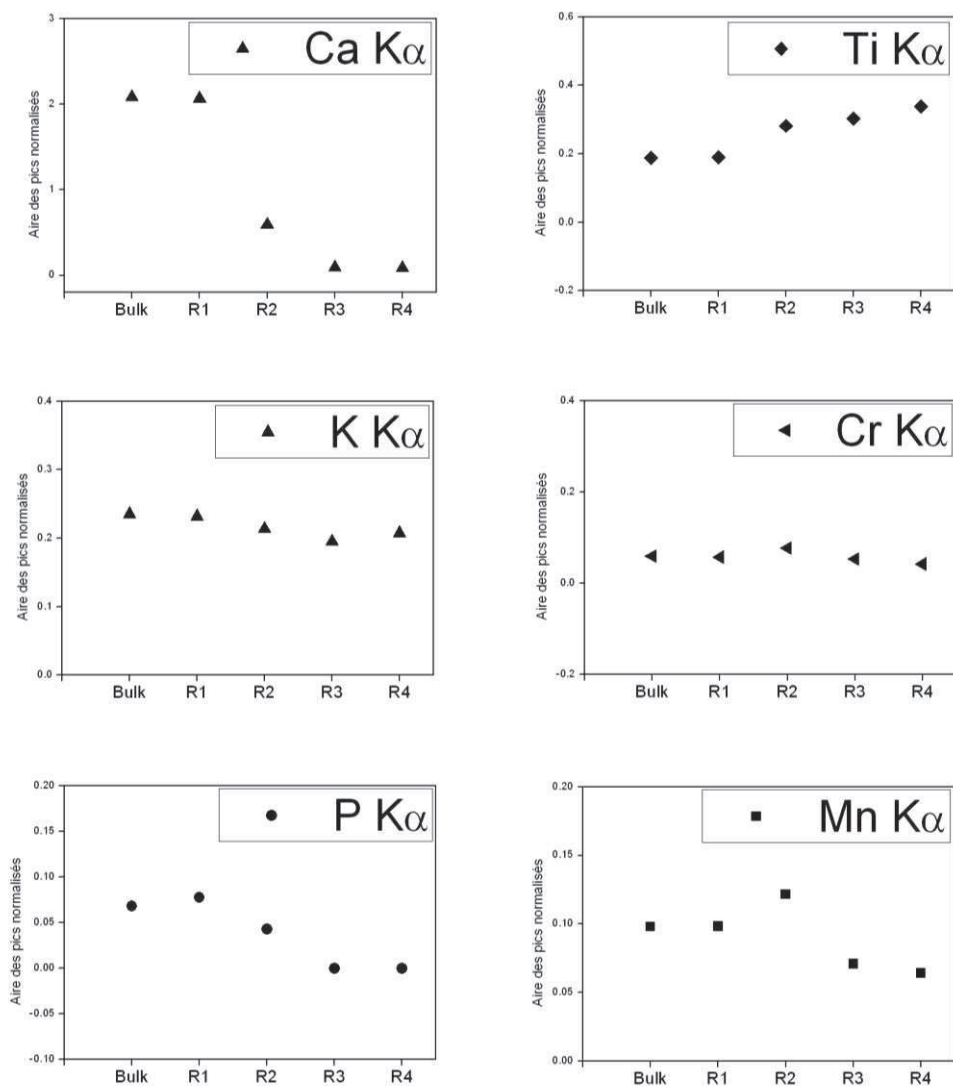 Ca Kα
Aire des pics normalisés
3
2
1
0
Bulk R1 R2 R3 R4
Ti Kα
Aire des pics normalisés
0.6
0.4
0.2
0.0
-0.2
Bulk R1 R2 R3 R4
K Kα
Aire des pics normalisés
0.4
0.3
0.2
0.1
0.0
Bulk R1 R2 R3 R4
Cr Kα
Aire des pics normalisés
0.4
0.2
0.0
-0.2
Bulk R1 R2 R3 R4
P Kα
Aire des pics normalisés
0.20
0.15
0.10
0.05
0.00
-0.05
-0.10
Bulk R1 R2 R3 R4
Mn Kα
Aire des pics normalisés
0.20
0.15
0.10
0.05
0.00
Bulk R1 R2 R3 R4